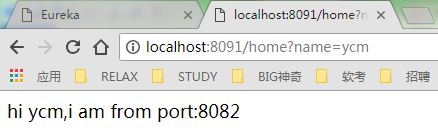 Eureka
localhost:8091/home?n
localhost:8091/home?name=ycm
应用 RELAX STUDY BIG神奇 软考 招聘
hi ycm,i am from port:8082